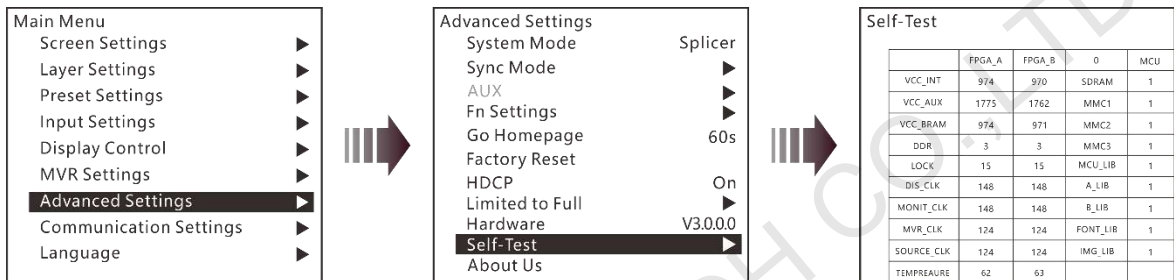 Main Menu
Screen Settings
Layer Settings
Preset Settings
Input Settings
Display Control
MVR Settings
Advanced Settings
Communication Settings
Language
Advanced Settings
System Mode Splicer
Sync Mode
AUX
Fn Settings
Go Homepage 60s
Factory Reset
HDCP On
Limited to Full
Hardware V3.0.0.0
Self-Test
About Us
Self-Test
FPGA_A FPGA_B 0 MCU
VCC_INT 974 970 SDRAM 1
VCC_AUX 1775 1762 MMC1 1
VCC_BRAM 974 971 MMC2 1
DDR 3 3 MMC3 1
LOCK 15 15 MCU_LIB 1
DIS_CLK 148 148 A_LIB 1
MONIT_CLK 148 148 B_LIB 1
MVR_CLK 124 124 FONT_LIB 1
SOURCE_CLK 124 124 IMG_LIB 1
TEMPREAURE 62 63
H CO.,LTD